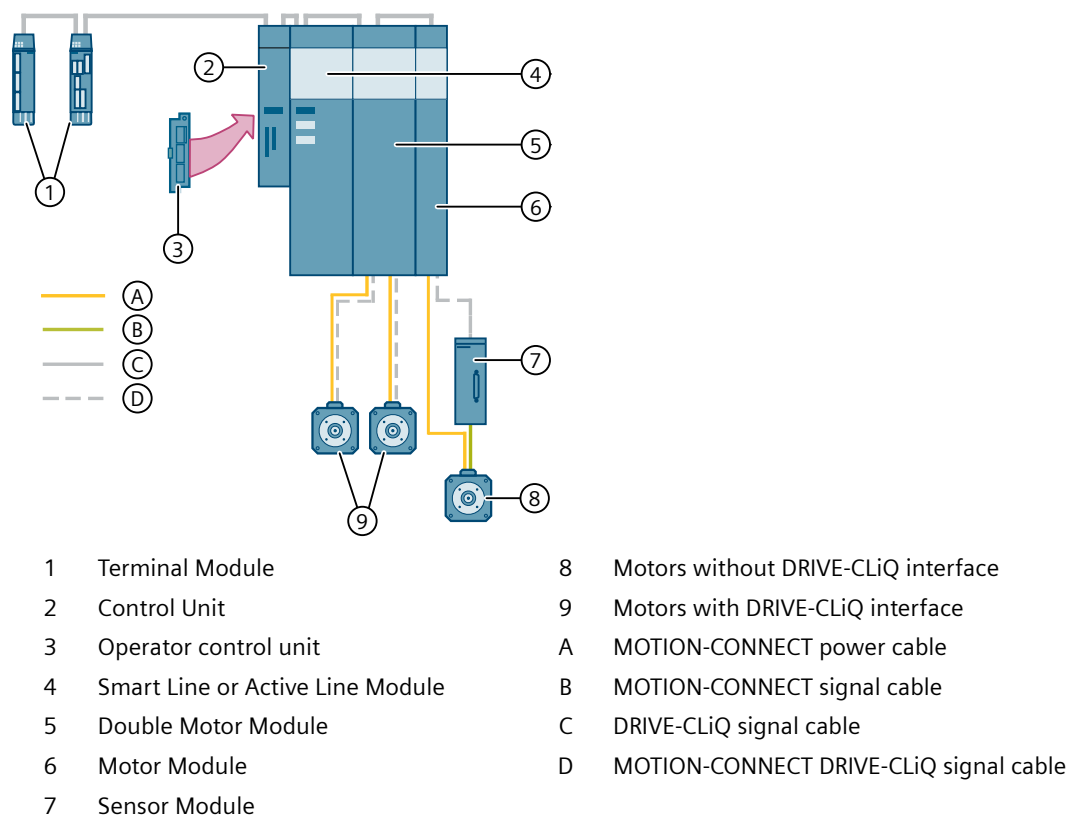 2
4
5
1
6
3
A
B
C
7
D
8
9
1 Terminal Module
2 Control Unit
3 Operator control unit
4 Smart Line or Active Line Module
5 Double Motor Module
6 Motor Module
7 Sensor Module
8 Motors without DRIVE-CLiQ interface
9 Motors with DRIVE-CLiQ interface
A MOTION-CONNECT power cable
B MOTION-CONNECT signal cable
C DRIVE-CLiQ signal cable
D MOTION-CONNECT DRIVE-CLiQ signal cable